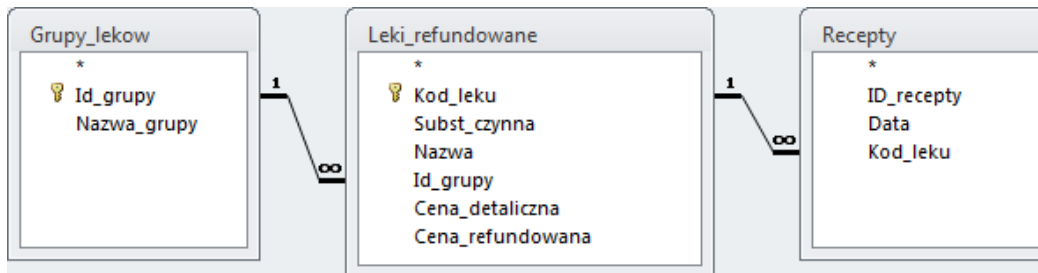 Grupy_lekow
*
Id_grupy
Nazwa_grupy
1
∞
Leki_refundowane
*
Kod_leku
Subst_czynna
Nazwa
Id_grupy
Cena_detaliczna
Cena_refundowana
1
∞
Recepty
*
ID_recepty
Data
Kod_leku